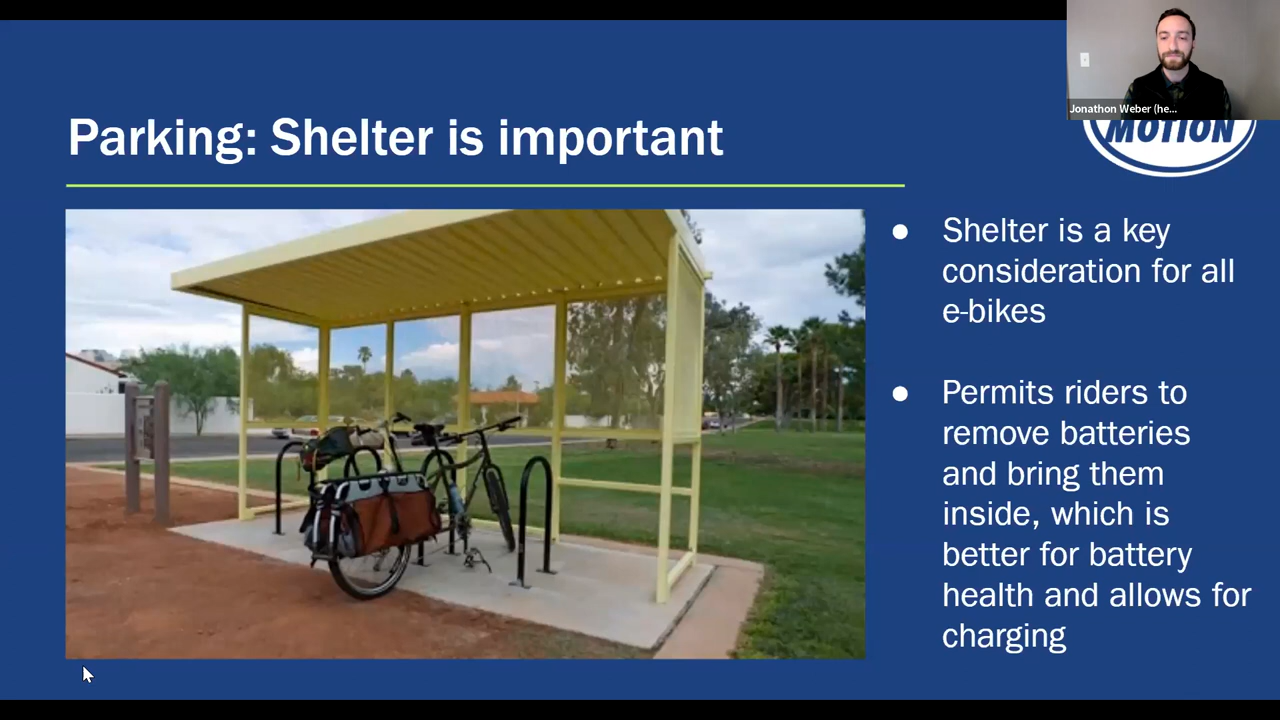 Jonathon Weber (he...
MOTION
Parking: Shelter is important
● Shelter is a key
consideration for all
e-bikes
● Permits riders to
remove batteries
and bring them
inside, which is
better for battery
health and allows for
charging